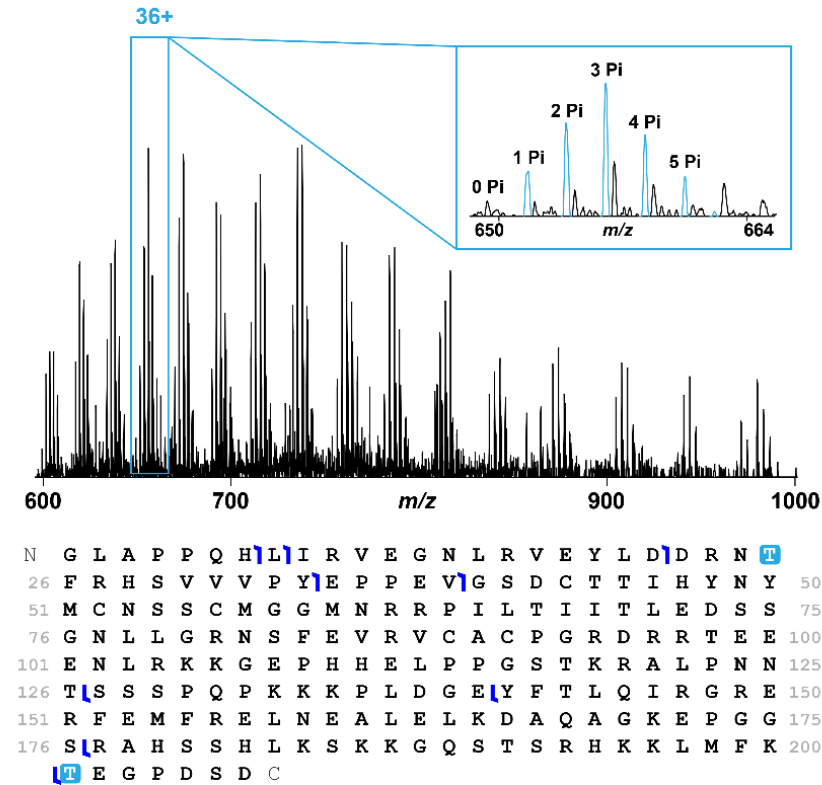 36+
3 Pi
2 Pi
4 Pi
1 Pi
5 Pi
0 Pi
650 m/z 664
600 700 m/z 900 1000
N G L A P P Q H L I R V E G N L R V E Y L D D R N T
26 F R H S V V V P Y E P P E V G S D C T T I H Y N Y 50
51 M C N S S C M G G M N R R P I L T I I T L E D S S 75
76 G N L L G R N S F E V R V C A C P G R D R R T E E 100
101 E N L R K K G E P H H E L P P G S T K R A L P N N 125
126 T S S S P Q P K K K P L D G E Y F T L Q I R G R E 150
151 R F E M F R E L N E A L E L K D A Q A G K E P G G 175
176 S R A H S S H L K S K K G Q S T S R H K K L M F K 200
T E G P D S D C